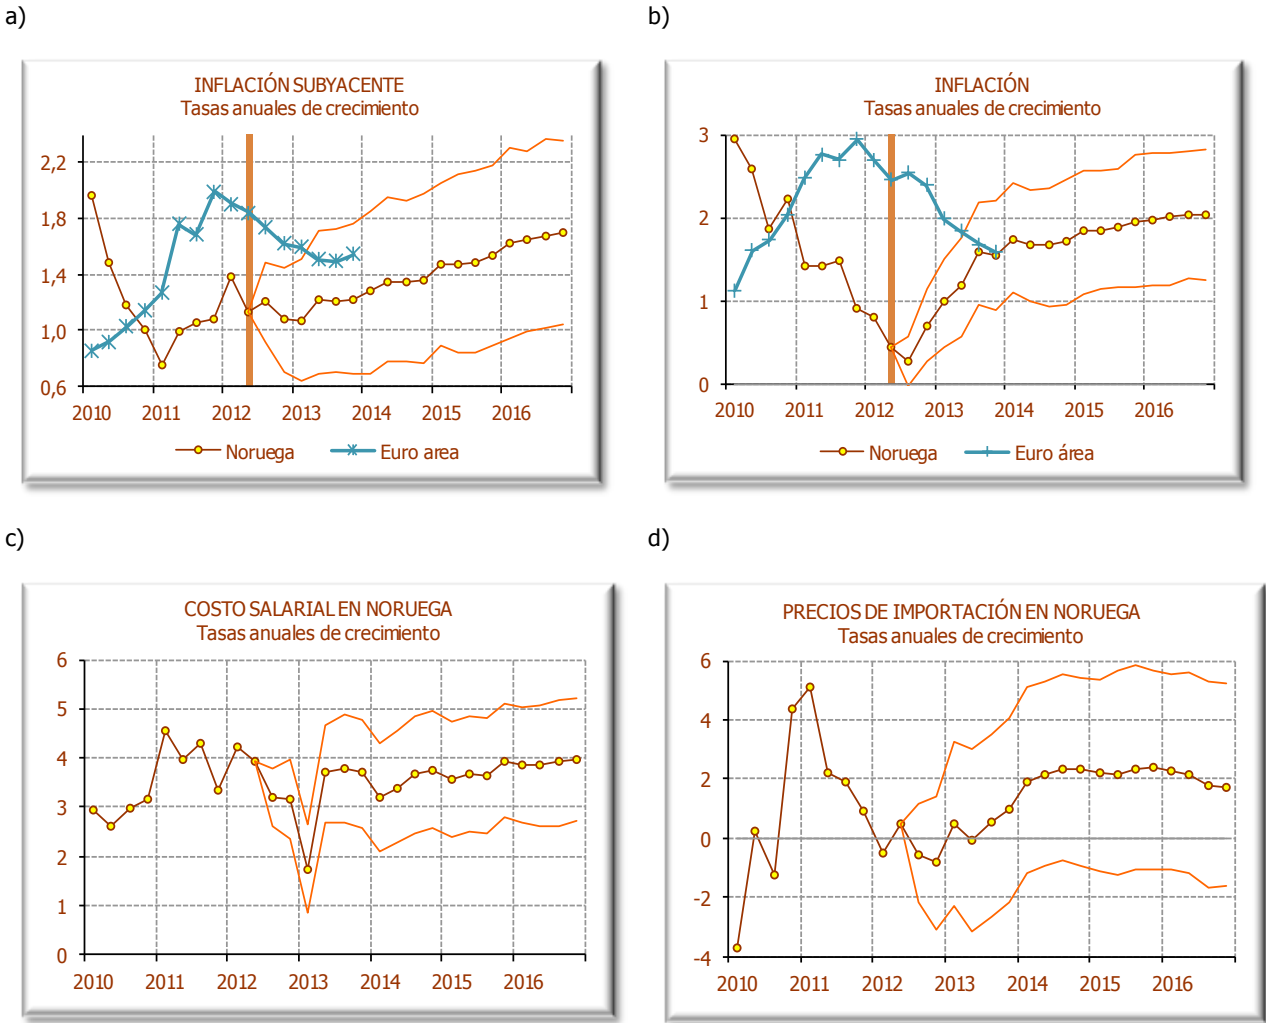 a)
INFLACIÓN SUBYACENTE
Tasas anuales de crecimiento
2,2
1,8
1,4
1,0
0,6
2010 2011 2012 2013 2014 2015 2016
Noruega Euro area
b)
INFLACIÓN
Tasas anuales de crecimiento
3
2
1
0
2010 2011 2012 2013 2014 2015 2016
Noruega Euro área
c)
COSTO SALARIAL EN NORUEGA
Tasas anuales de crecimiento
6
5
4
3
2
1
0
2010 2011 2012 2013 2014 2015 2016
d)
PRECIOS DE IMPORTACIÓN EN NORUEGA
Tasas anuales de crecimiento
6
4
2
0
-2
-4
2010 2011 2012 2013 2014 2015 2016